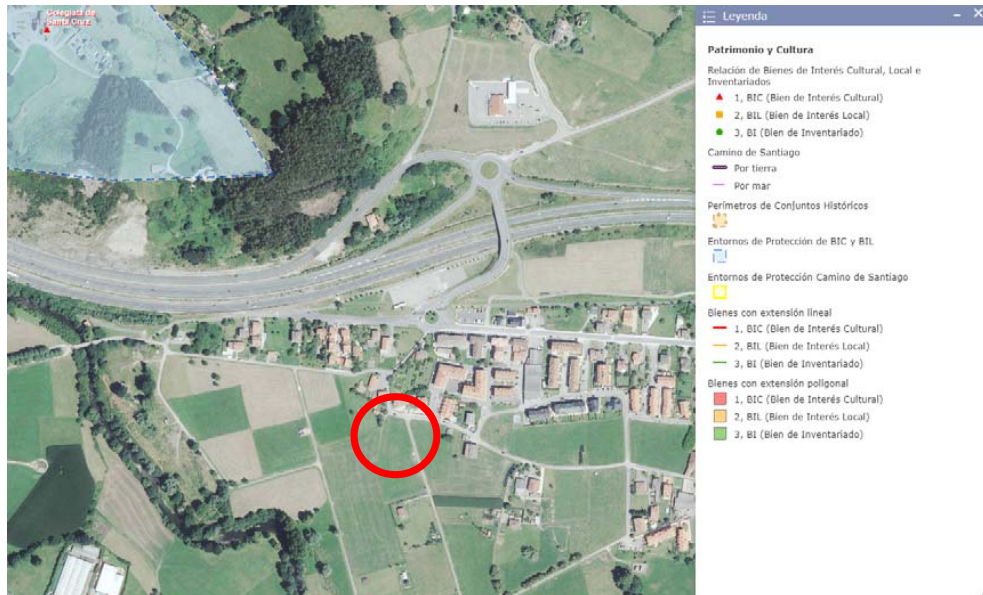 Colegiata de
Santa Cruz
Leyenda
Patrimonio y Cultura
Relación de Bienes de Interés Cultural, Local e
Inventariados
1, BIC (Bien de Interés Cultural)
2, BIL (Bien de Interés Local)
3, BI (Bien de Inventariado)
Camino de Santiago
Por tierra
Por mar
Perímetros de Conjuntos Históricos
Entornos de Protección de BIC y BIL
Entornos de Protección Camino de Santiago
Bienes con extensión lineal
1, BIC (Bien de Interés Cultural)
2, BIL (Bien de Interés Local)
3, BI (Bien de Inventariado)
Bienes con extensión poligonal
1, BIC (Bien de Interés Cultural)
2, BIL (Bien de Interés Local)
3, BI (Bien de Inventariado)